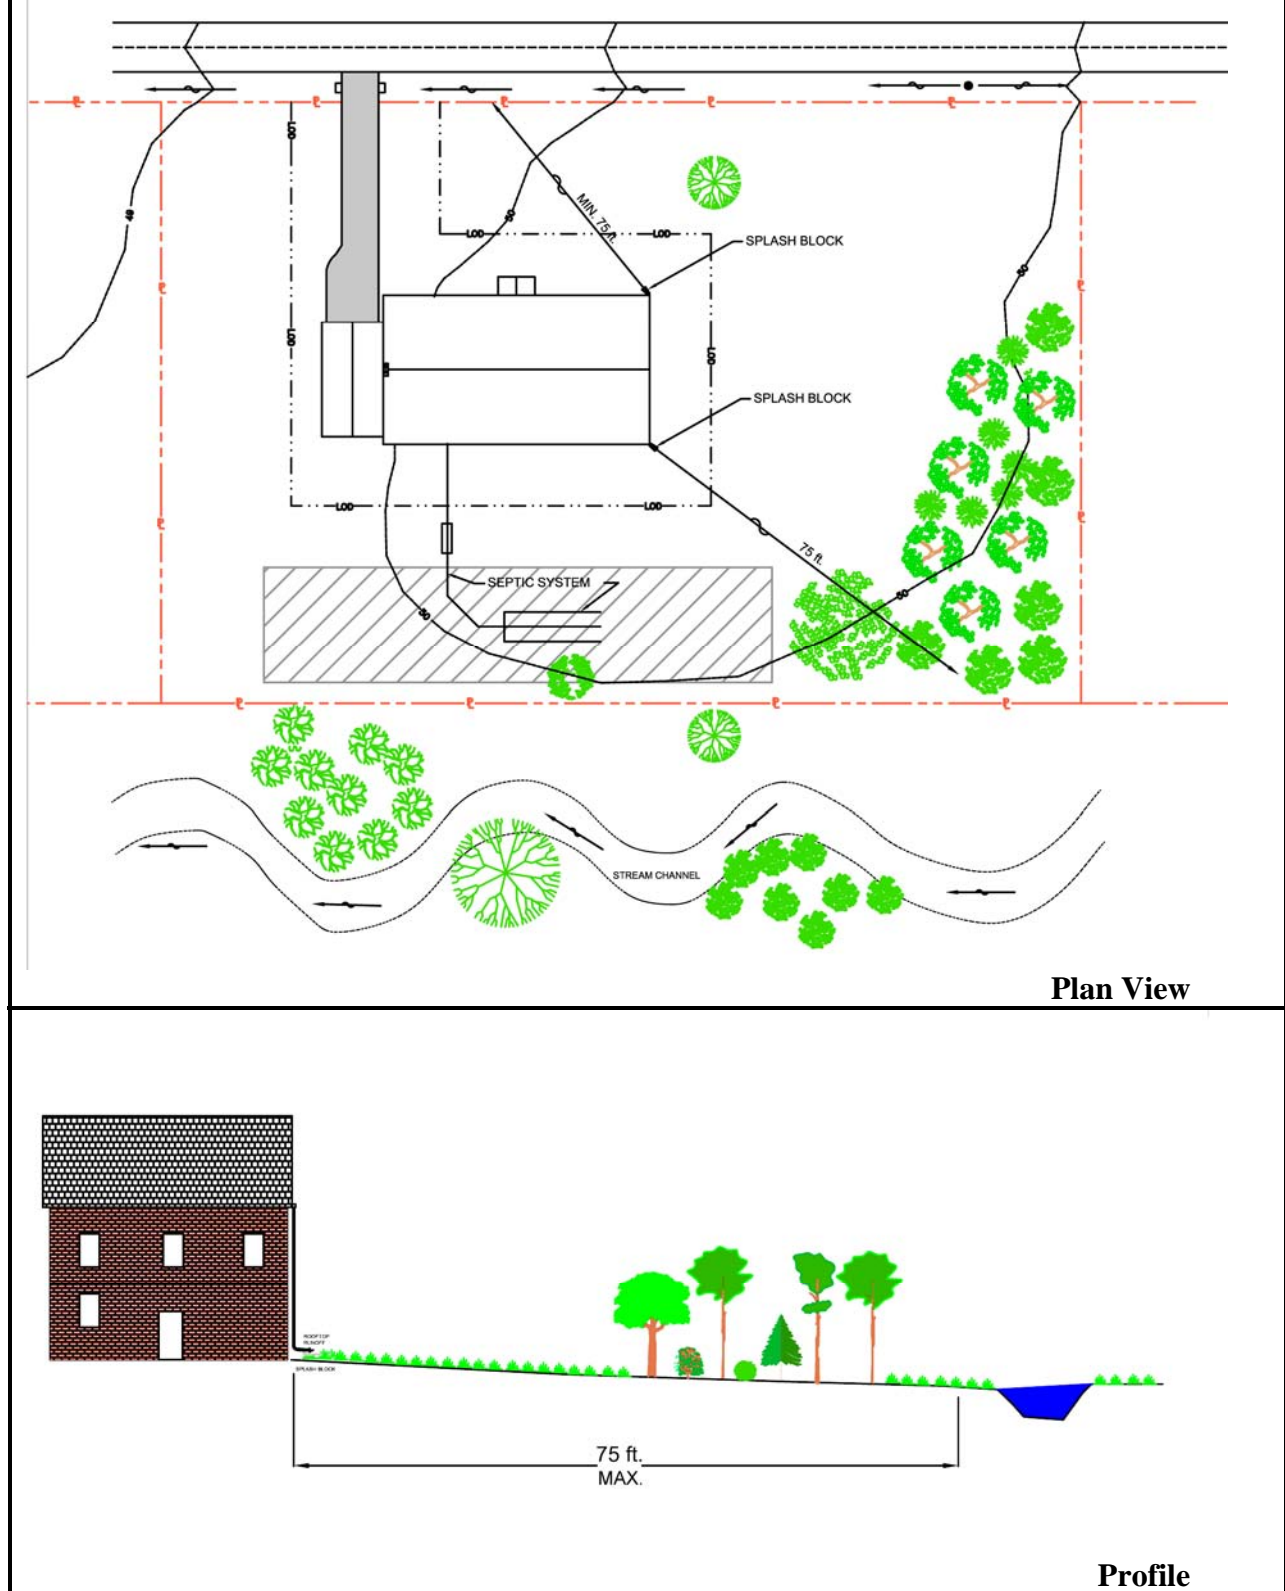 LOD
48
MIN. 75 ft.
50
LOD
LOD
SPLASH BLOCK
50
LOD
LOD
SPLASH BLOCK
LOD
LOD
75 ft.
SEPTIC SYSTEM
50
50
STREAM CHANNEL
Plan View
ROOFTOP
RUNOFF
SPLASH BLOCK
75 ft.
MAX.
Profile